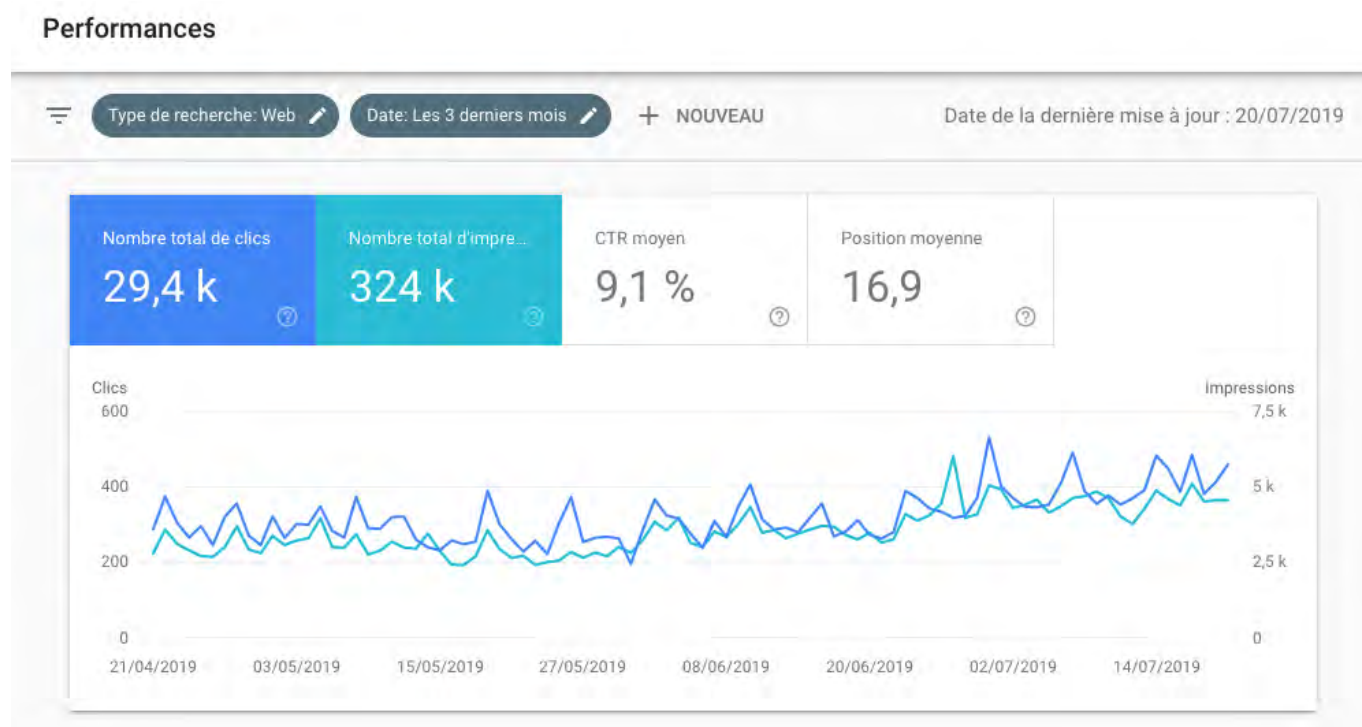 Performances
Type de recherche: Web
Date: Les 3 derniers mois
+ NOUVEAU
Date de la dernière mise à jour : 20/07/2019
Nombre total de clics
Nombre total d'impre...
CTR moyen
Position moyenne
29,4 k
324 k
9,1 %
16,9
Clics
Impressions
600
7,5 k
400
5 k
200
2,5 k
0
0
21/04/2019
03/05/2019
15/05/2019
27/05/2019
08/06/2019
20/06/2019
02/07/2019
14/07/2019